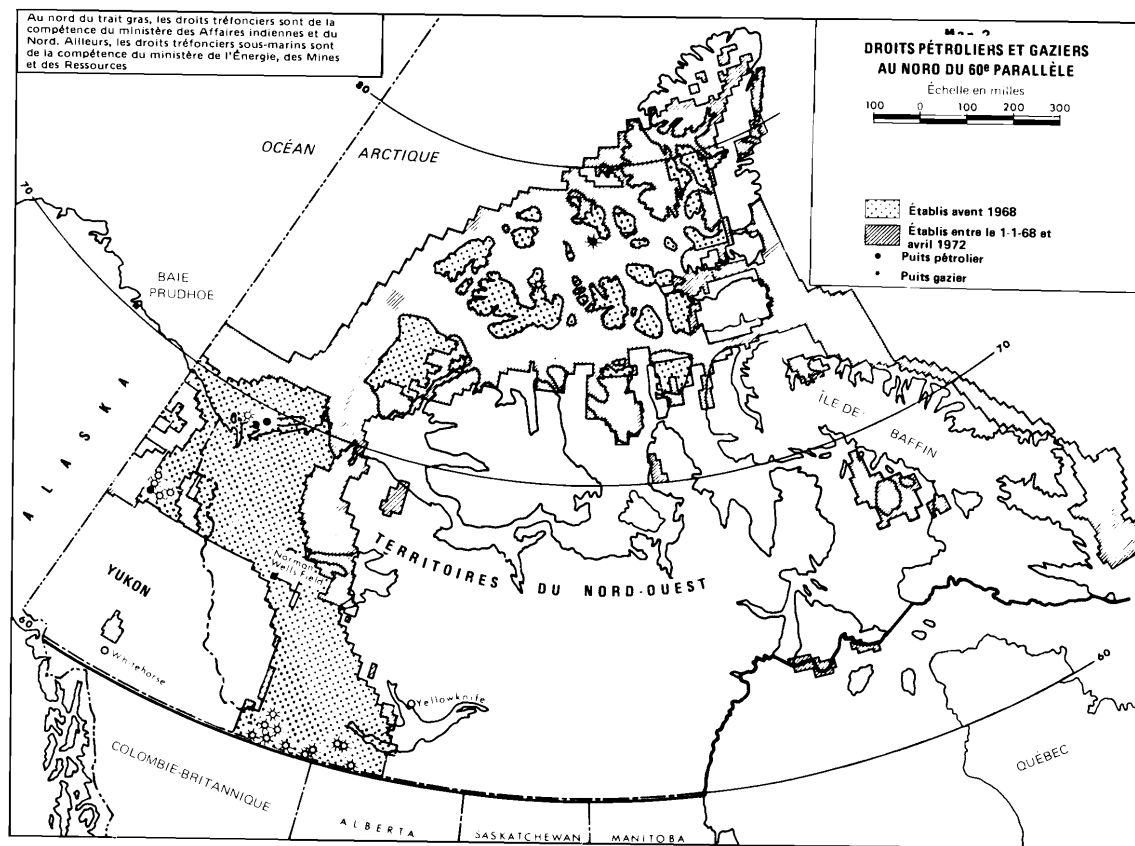 Au nord du trait gras, les droits tréfonciers sont de la
compétence du ministère des Affaires indiennes et du
Nord. Ailleurs, les droits tréfonciers sous-marins sont
de la compétence du ministère de l'Énergie, des Mines
et des Ressources
DROITS PÉTROLIERS ET GAZIERS
AU NORD DU 60e PARALLÈLE
Échelle en milles
100 0 100 200 300
Établis avent 1968
Établis entre le 1-1-68 et
avril 1972
Puits pétrolier
Puits gazier
80
OCÉAN ARCTIQUE
70
BAIE
PRUDHOE
ALASKA
70
ÎLE DE
BAFFIN
TERRITOIRES DU NORD-OUEST
Norman
Wells Field
YUKON
60
Whitehorse
Yellowknife
60
COLOMBIE-BRITANNIQUE
ALBERTA
SASKATCHEWAN
MANITOBA
QUÉBEC